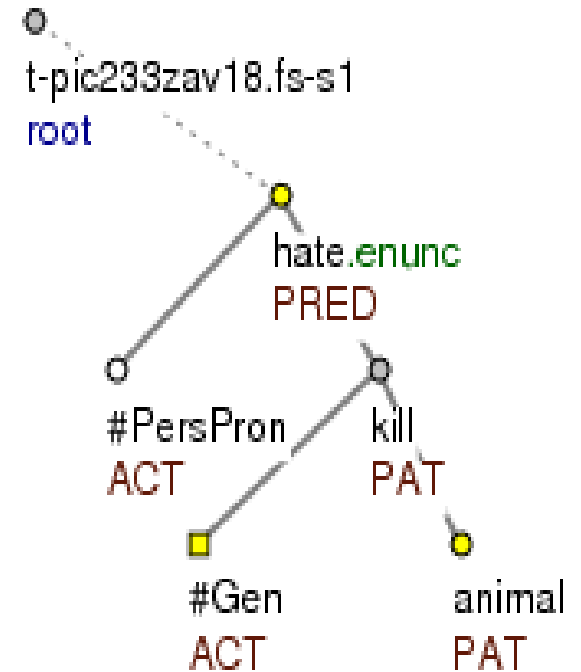 t-pic233zav18.fs-s1
root
hate.enunc
PRED
#PersPron kill
ACT PAT
#Gen animal
ACT PAT